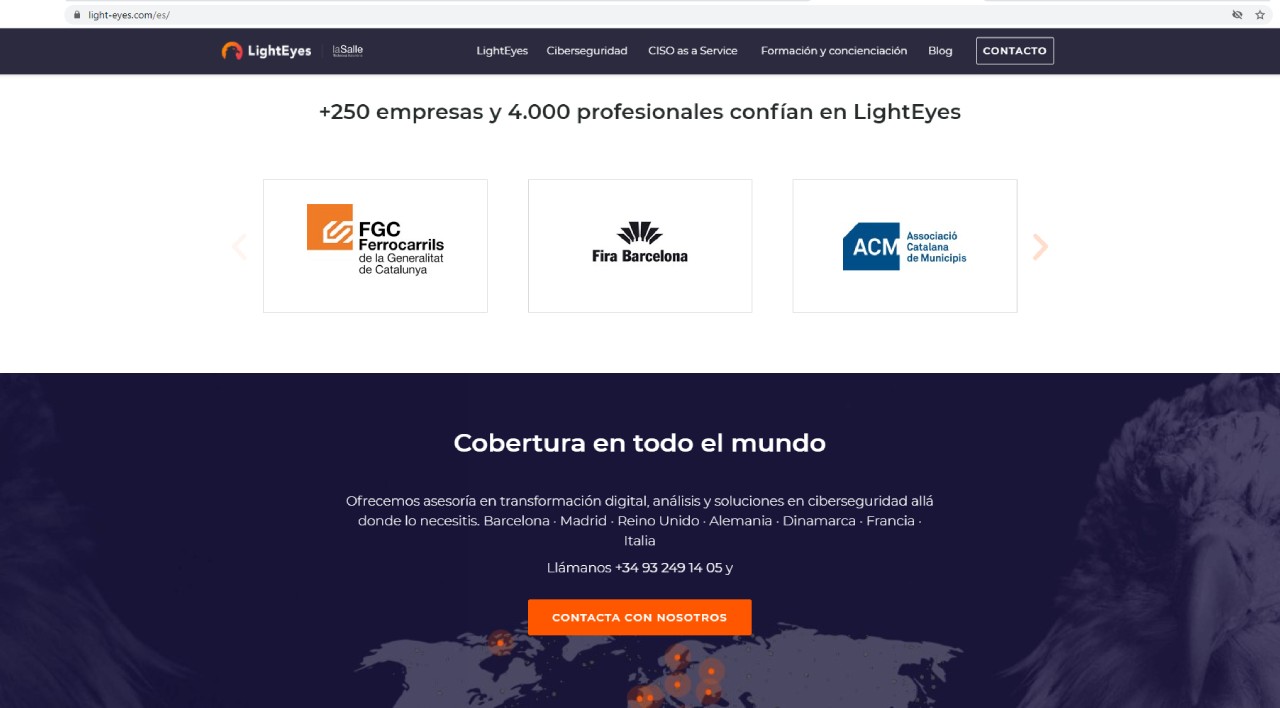 light-eyes.com/es/
LightEyes
laSalle
LightEyes Ciberseguridad CISO as a Service Formación y concienciación Blog CONTACTO
+250 empresas y 4.000 profesionales confían en LightEyes
FGC
Ferrocarrils
de la Generalitat
de Catalunya
Fira Barcelona
ACM
Associació
Catalana
de Municipis
Cobertura en todo el mundo
Ofrecemos asesoría en transformación digital, análisis y soluciones en ciberseguridad allá
donde lo necesitis. Barcelona · Madrid · Reino Unido · Alemania · Dinamarca · Francia ·
Italia
Llámanos +34 93 249 14 05 y
CONTACTA CON NOSOTROS